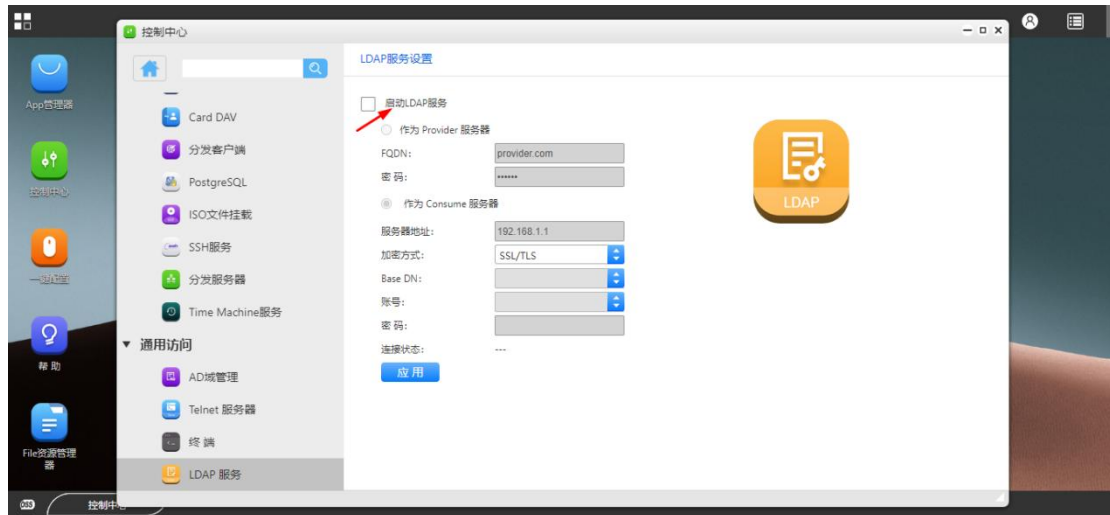 控制中心
App管理器
控制中心
一键配置
帮 助
File资源管理
器
Card DAV
分发客户端
PostgreSQL
ISO文件挂载
SSH服务
分发服务器
Time Machine服务
通用访问
AD域管理
Telnet 服务器
终 端
LDAP 服务
LDAP服务设置
启动LDAP服务
作为 Provider 服务器
FQDN: provider.com
密 码: ••••••
作为 Consume 服务器
服务器地址: 192.168.1.1
加密方式: SSL/TLS
Base DN:
账号:
密 码:
连接状态: ---
应 用
LDAP
控制中心